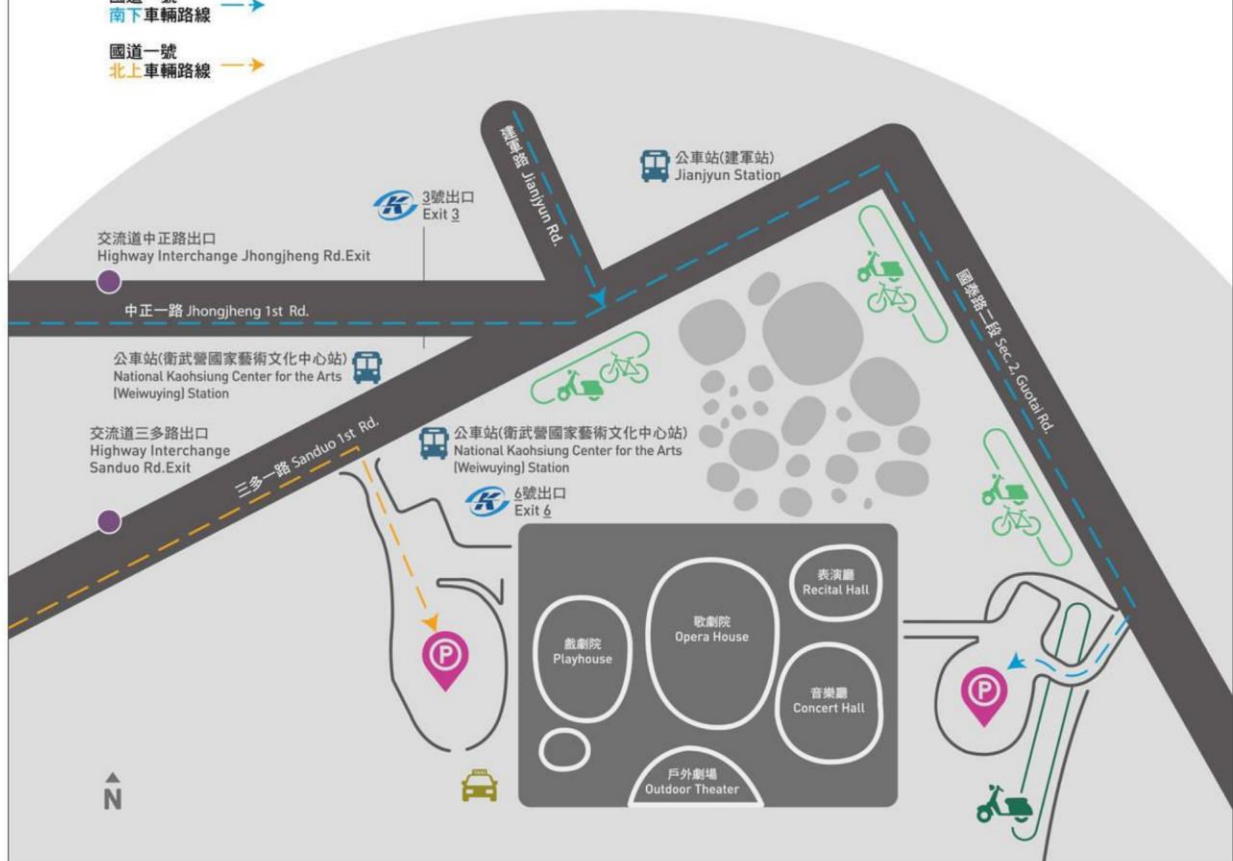 南下車輛路線
國道一號
北上車輛路線
建軍路 Jianjyun Rd.
公車站(建軍站)
Jianjyun Station
3號出口
Exit 3
交流道中正路出口
Highway Interchange Jhongjheng Rd.Exit
中正一路 Jhongjheng 1st Rd.
國泰路二段 Sec. 2, Guotai Rd.
公車站(衛武營國家藝術文化中心站)
National Kaohsiung Center for the Arts
(Weiwuying) Station
交流道三多路出口
Highway Interchange
Sanduo Rd.Exit
三多一路 Sanduo 1st Rd.
公車站(衛武營國家藝術文化中心站)
National Kaohsiung Center for the Arts
(Weiwuying) Station
6號出口
Exit 6
表演廳
Recital Hall
歌劇院
Opera House
戲劇院
Playhouse
音樂廳
Concert Hall
戶外劇場
Outdoor Theater
P
P
N